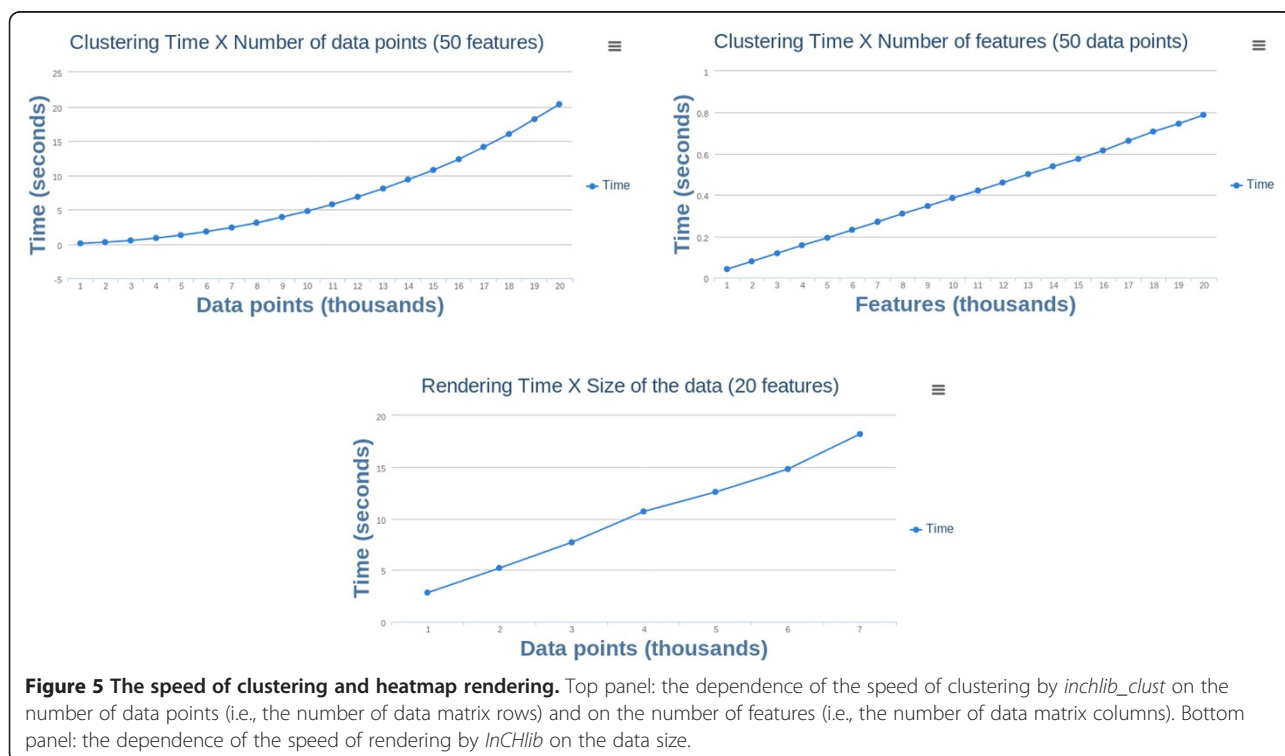 Clustering Time X Number of data points (50 features)
Time (seconds)
25
20
15
10
5
0
-5
1 2 3 4 5 6 7 8 9 10 11 12 13 14 15 16 17 18 19 20
Data points (thousands)
Time
Clustering Time X Number of features (50 data points)
Time (seconds)
1
0.8
0.6
0.4
0.2
0
1 2 3 4 5 6 7 8 9 10 11 12 13 14 15 16 17 18 19 20
Features (thousands)
Time
Rendering Time X Size of the data (20 features)
Time (seconds)
20
15
10
5
0
1 2 3 4 5 6 7
Data points (thousands)
Time
Figure 5 The speed of clustering and heatmap rendering. Top panel: the dependence of the speed of clustering by inchlib_clust on the
number of data points (i.e., the number of data matrix rows) and on the number of features (i.e., the number of data matrix columns). Bottom
panel: the dependence of the speed of rendering by InCHlib on the data size.